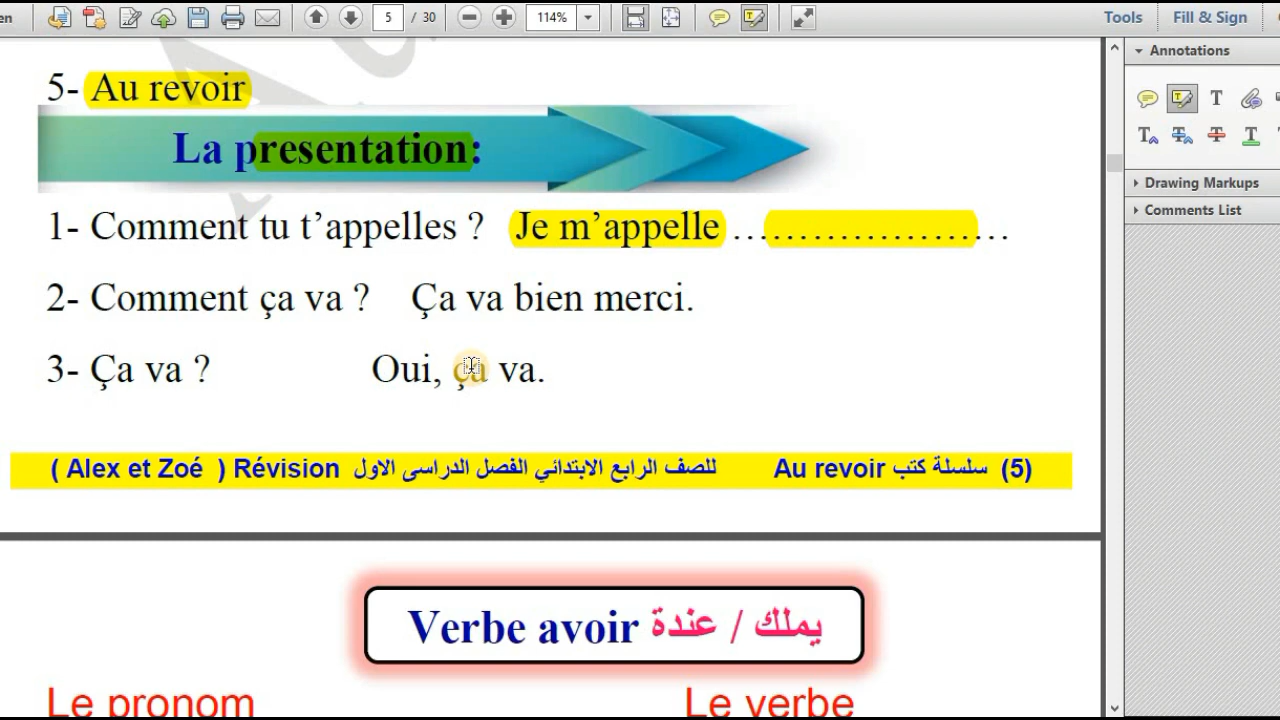 en
5 / 30
114%
Tools
Fill & Sign
Annotations
Drawing Markups
Comments List
5- Au revoir
La presentation:
1- Comment tu t’appelles ? Je m’appelle ……………………
2- Comment ça va ? Ça va bien merci.
3- Ça va ? Oui, ça va.
( Alex et Zoé ) Révision للصف الرابع الابتدائي الفصل الدراسى الاول Au revoir سلسلة كتب (5)
Verbe avoir يملك / عندة
Le pronom Le verbe